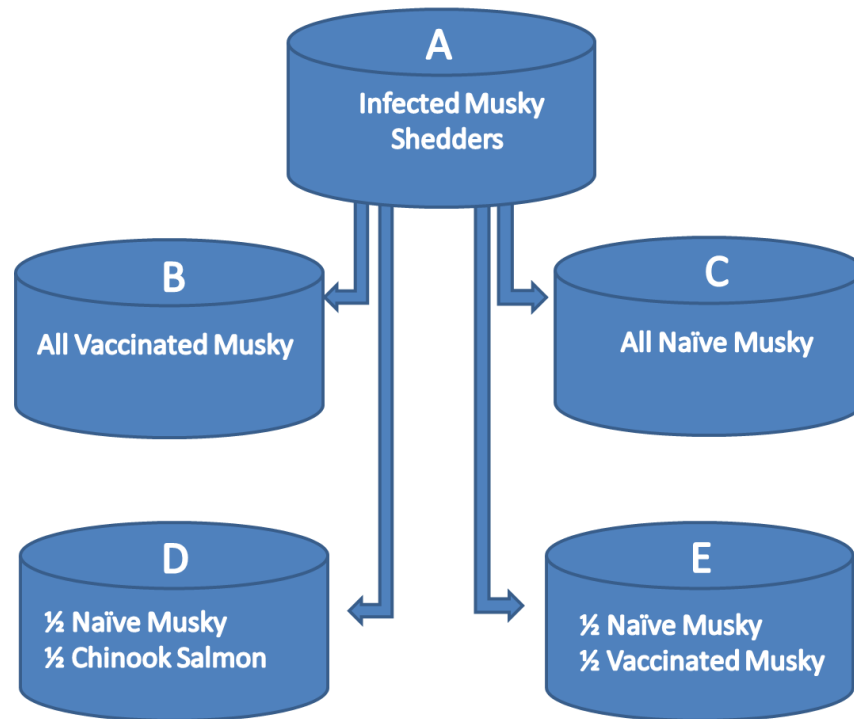 A
Infected Musky
Shedders
B
All Vaccinated Musky
C
All Naïve Musky
D
½ Naïve Musky
½ Chinook Salmon
E
½ Naïve Musky
½ Vaccinated Musky